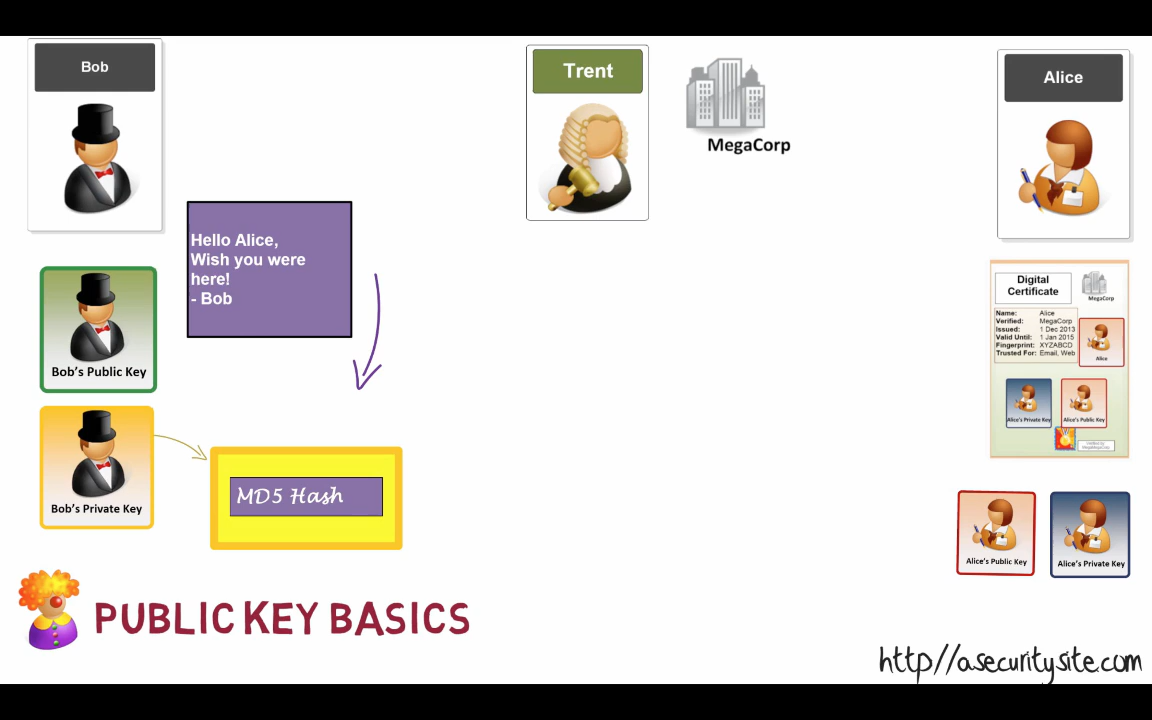 Bob
Trent
MegaCorp
Alice
Hello Alice,
Wish you were
here!
- Bob
Bob's Public Key
Bob's Private Key
MD5 Hash
Digital
Certificate
MegaCorp
Name: Alice
Verified: MegaCorp
Issued: 1 Dec 2013
Valid Until: 1 Jan 2015
Fingerprint: XYZABCD
Trusted For: Email, Web
Alice
Alice's Private Key
Alice's Public Key
Alice's Public Key
Alice's Private Key
PUBLIC KEY BASICS
http//asecuritysite.com